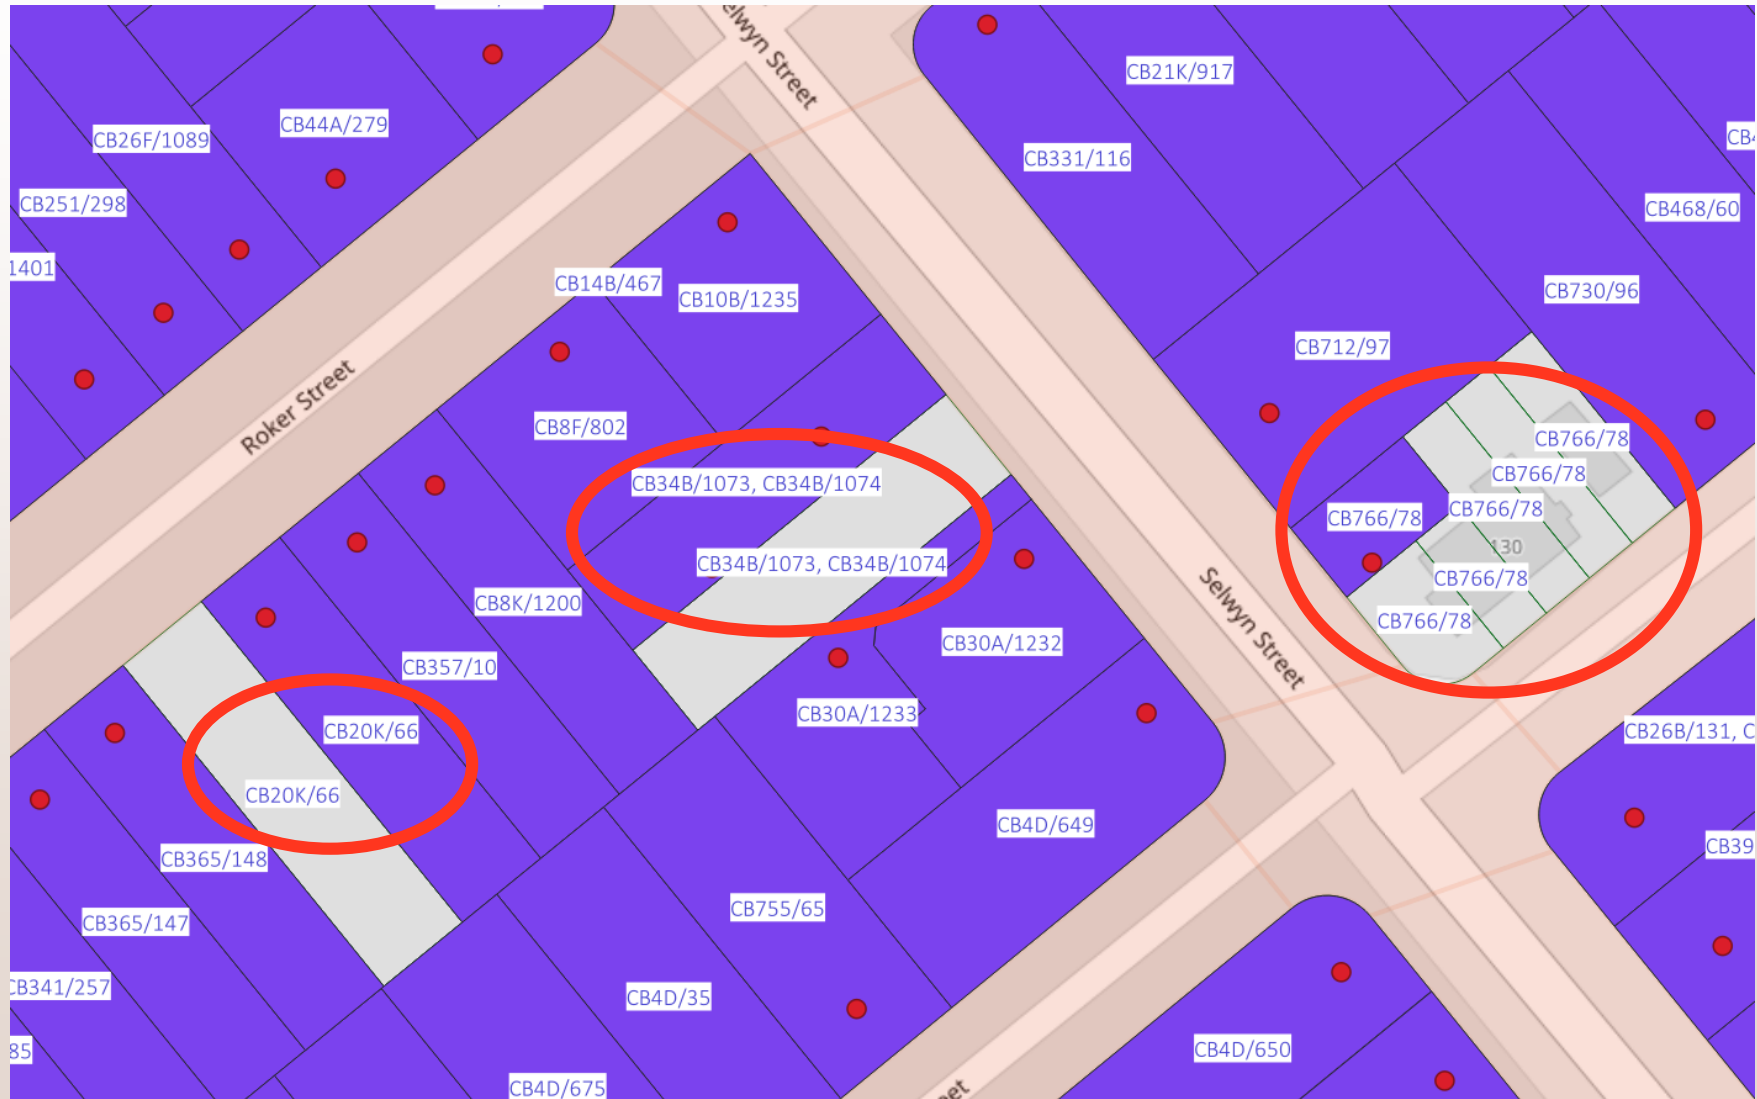 Selwyn Street
CB21K/917
CB44A/279
CB26F/1089
CB331/116
CB251/298
CB468/60
1401
CB14B/467
CB10B/1235
CB730/96
CB712/97
Roker Street
CB8F/802
CB766/78
CB766/78
CB34B/1073, CB34B/1074
CB766/78
CB766/78
130
CB34B/1073, CB34B/1074
CB766/78
CB8K/1200
CB766/78
Selwyn Street
CB30A/1232
CB357/10
CB30A/1233
CB20K/66
CB26B/131, C
CB20K/66
CB4D/649
CB39
CB365/148
CB755/65
CB365/147
CB341/257
CB4D/35
85
CB4D/650
CB4D/675